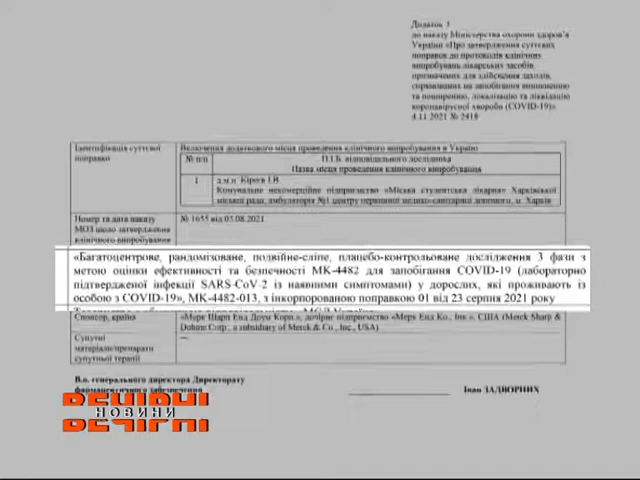 Додаток 3
до наказу Міністерства охорони здоров'я
України «Про затвердження суттєвих
поправок до протоколів клінічних
випробувань лікарських засобів,
призначених для здійснення заходів,
спрямованих на запобігання виникненню
та поширенню, локалізацію та ліквідацію
коронавірусної хвороби (COVID-19)»
4.11 2021 № 2418
Ідентифікація суттєвої
поправки
Включення додаткового місця проведення клінічного випробування в Україні
№ п/п
П.І.Б. відповідального дослідника
Назва місця проведення клінічного випробування
1
д.м.н. Кірєєв І.В.
Комунальне некомерційне підприємство «Міська студентська лікарня» Харківської
міської ради, амбулаторія №1 центру первинної медико-санітарної допомоги, м. Харків
Номер та дата наказу
МОЗ щодо затвердження
клінічного випробування
№ 1655 від 05.08.2021
«Багатоцентрове, рандомізоване, подвійне-сліпе, плацебо-контрольоване дослідження 3 фази з
метою оцінки ефективності та безпечності МК-4482 для запобігання COVID-19 (лабораторно
підтвердженої інфекції SARS-CoV-2 із наявними симптомами) у дорослих, які проживають із
особою з COVID-19», МК-4482-013, з інкорпорованою поправкою 01 від 23 серпня 2021 року
Спонсор, країна
«Мерк Шарп Енд Доум Корп.», дочірнє підприємство «Мерк Енд Ко., Інк.», США (Merck Sharp &
Dohme Corp., a subsidiary of Merck & Co., Inc., USA)
Супутні
матеріали/препарати
супутньої терапії
—
В.о. генерального директора Директорату
фармацевтичного забезпечення
Іван ЗАДВОРНИХ
ВЕЧІРНІ
НОВИНИ
ВЕЧІРНІ